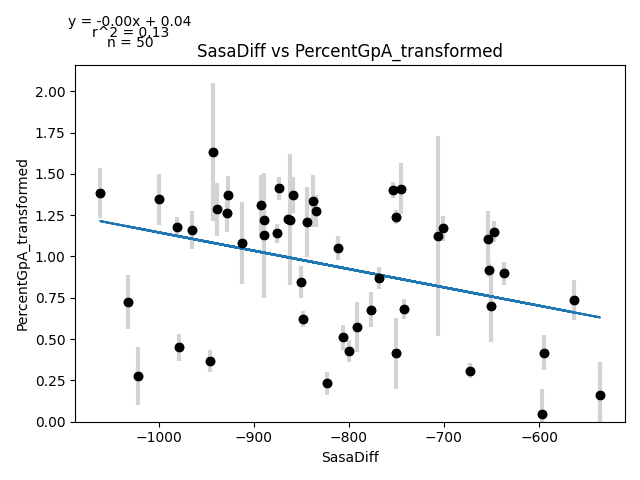 y = -0.00x + 0.04
r^2 = 0.13
n = 50
SasaDiff vs PercentGpA_transformed
PercentGpA_transformed
2.00
1.75
1.50
1.25
1.00
0.75
0.50
0.25
0.00
−1000 −900 −800 −700 −600
SasaDiff